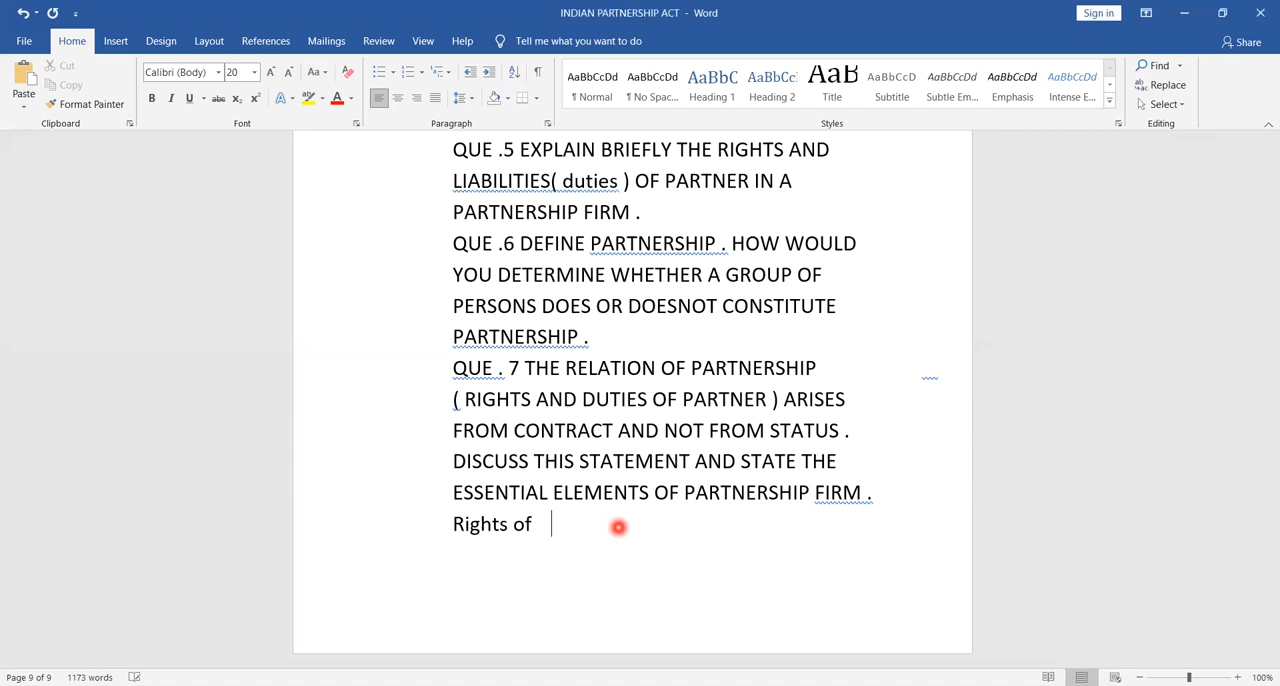 INDIAN PARTNERSHIP ACT - Word
Sign in
File Home Insert Design Layout References Mailings Review View Help Tell me what you want to do
Share
Paste
Cut
Copy
Format Painter
Clipboard
Calibri (Body) 20
Font
Paragraph
AaBbCcDd AaBbCcDd AaBbC AaBbCc AaB AaBbCcD AaBbCcDd AaBbCcDd AaBbCcDd
¶ Normal ¶ No Spac... Heading 1 Heading 2 Title Subtitle Subtle Em... Emphasis Intense E...
Styles
Find
Replace
Select
Editing
QUE .5 EXPLAIN BRIEFLY THE RIGHTS AND
LIABILITIES( duties ) OF PARTNER IN A
PARTNERSHIP FIRM .
QUE .6 DEFINE PARTNERSHIP . HOW WOULD
YOU DETERMINE WHETHER A GROUP OF
PERSONS DOES OR DOESNOT CONSTITUTE
PARTNERSHIP .
QUE . 7 THE RELATION OF PARTNERSHIP
( RIGHTS AND DUTIES OF PARTNER ) ARISES
FROM CONTRACT AND NOT FROM STATUS .
DISCUSS THIS STATEMENT AND STATE THE
ESSENTIAL ELEMENTS OF PARTNERSHIP FIRM .
Rights of
Page 9 of 9 1173 words
100%